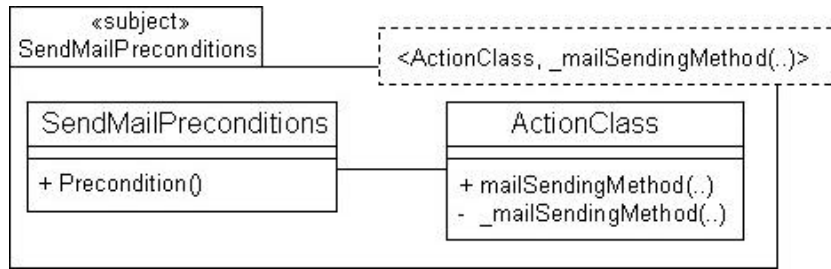 «subject»
SendMailPreconditions
<ActionClass, _mailSendingMethod(..)>
SendMailPreconditions
+ Precondition()
ActionClass
+ mailSendingMethod(..)
- _mailSendingMethod(..)